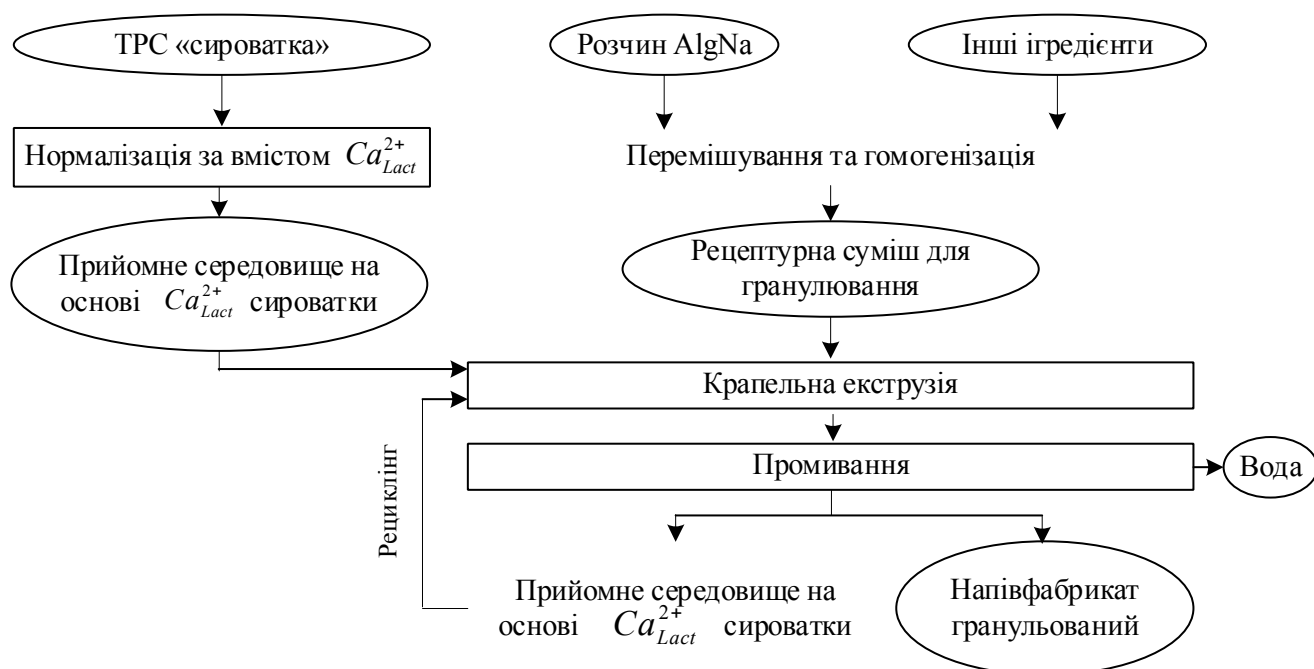 ТРС «сироватка»
Розчин AlgNa
Інші ігредієнти
Нормалізація за вмістом Ca²⁺Lact
Перемішування та гомогенізація
Прийомне середовище на
основі Ca²⁺Lact сироватки
Рецептурна суміш для
гранулювання
Крапельна екструзія
Промивання
Вода
Рециклінг
Прийомне середовище на
основі Ca²⁺Lact сироватки
Напівфабрикат
гранульований